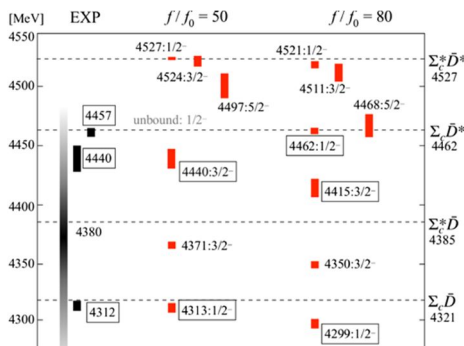 [MeV] EXP f / f₀ = 50 f / f₀ = 80
4550
4527:1/2⁻ 4521:1/2⁻ Σc*D̄*
4527
4524:3/2⁻ 4511:3/2⁻
4500
4497:5/2⁻ 4468:5/2⁻
4457 unbound: 1/2⁻ ΣcD̄*
4462
4450 4440 4440:3/2⁻ 4462:1/2⁻
4415:3/2⁻
4400
4380 Σc*D̄
4385
4371:3/2⁻ 4350:3/2⁻
4350
4312 4313:1/2⁻ ΣcD̄
4321
4300 4299:1/2⁻